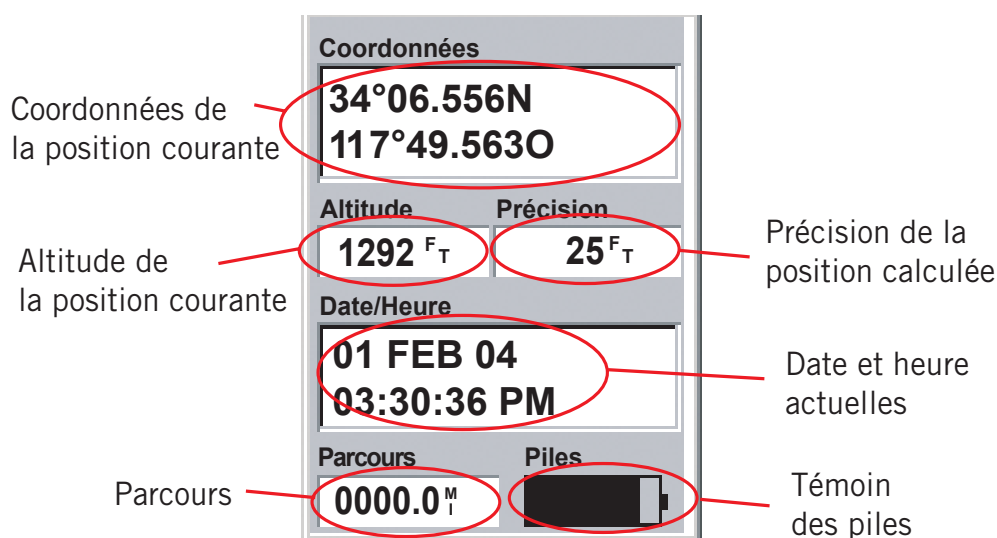 Coordonnées
34°06.556N
117°49.563O
Coordonnées de
la position courante
Altitude
Précision
1292 FT
25 FT
Altitude de
la position courante
Précision de la
position calculée
Date/Heure
01 FEB 04
03:30:36 PM
Date et heure
actuelles
Parcours
Piles
0000.0 MI
Parcours
Témoin
des piles